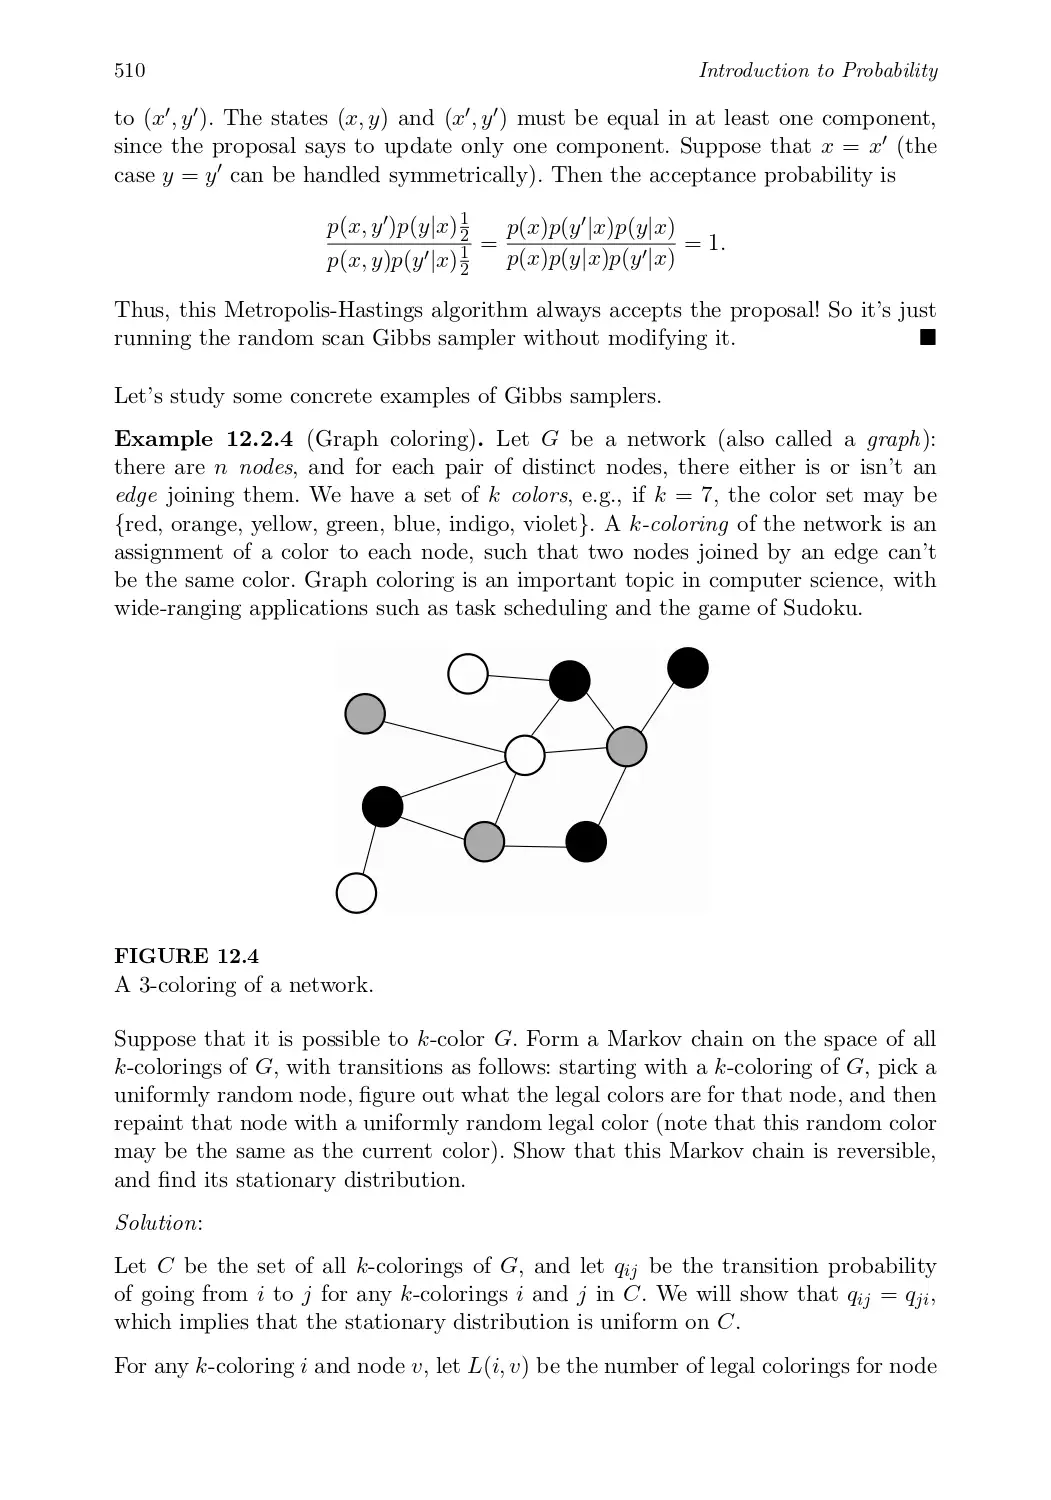 510 Introduction to Probability
to (x′, y′). The states (x, y) and (x′, y′) must be equal in at least one component,
since the proposal says to update only one component. Suppose that x = x′ (the
case y = y′ can be handled symmetrically). Then the acceptance probability is
p(x, y′)p(y|x)½ / p(x, y)p(y′|x)½ = p(x)p(y′|x)p(y|x) / p(x)p(y|x)p(y′|x) = 1.
Thus, this Metropolis-Hastings algorithm always accepts the proposal! So it's just
running the random scan Gibbs sampler without modifying it. ■
Let's study some concrete examples of Gibbs samplers.
Example 12.2.4 (Graph coloring). Let G be a network (also called a graph):
there are n nodes, and for each pair of distinct nodes, there either is or isn't an
edge joining them. We have a set of k colors, e.g., if k = 7, the color set may be
{red, orange, yellow, green, blue, indigo, violet}. A k-coloring of the network is an
assignment of a color to each node, such that two nodes joined by an edge can't
be the same color. Graph coloring is an important topic in computer science, with
wide-ranging applications such as task scheduling and the game of Sudoku.
FIGURE 12.4
A 3-coloring of a network.
Suppose that it is possible to k-color G. Form a Markov chain on the space of all
k-colorings of G, with transitions as follows: starting with a k-coloring of G, pick a
uniformly random node, figure out what the legal colors are for that node, and then
repaint that node with a uniformly random legal color (note that this random color
may be the same as the current color). Show that this Markov chain is reversible,
and find its stationary distribution.
Solution:
Let C be the set of all k-colorings of G, and let qij be the transition probability
of going from i to j for any k-colorings i and j in C. We will show that qij = qji,
which implies that the stationary distribution is uniform on C.
For any k-coloring i and node v, let L(i, v) be the number of legal colorings for node